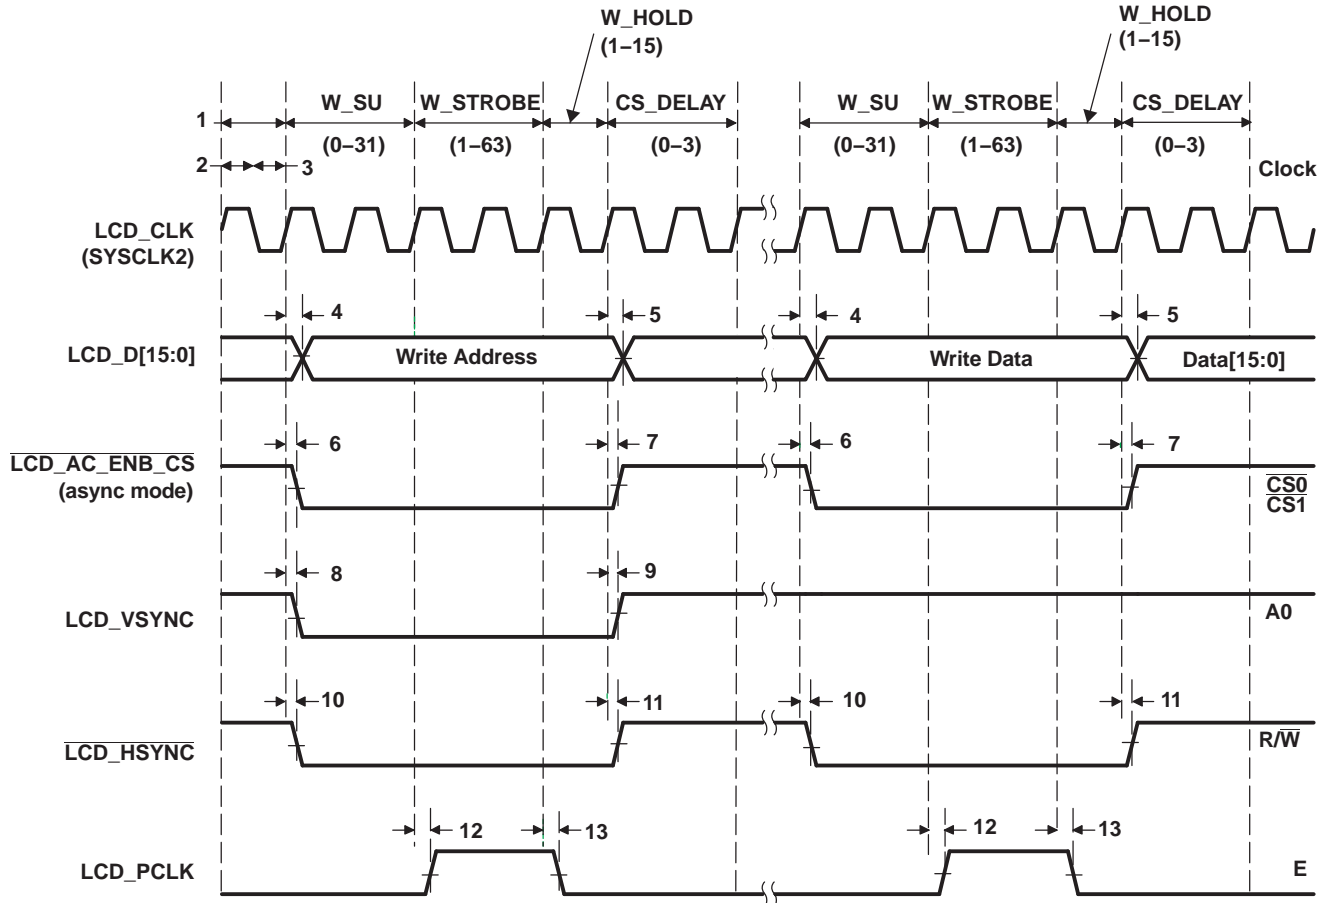 W_HOLD
(1–15)
W_HOLD
(1–15)
W_SU W_STROBE CS_DELAY W_SU W_STROBE CS_DELAY
1
(0–31) (1–63) (0–3) (0–31) (1–63) (0–3)
2 3
Clock
LCD_CLK
(SYSCLK2)
4 5 4 5
LCD_D[15:0] Write Address Write Data Data[15:0]
6 7 6 7
LCD_AC_ENB_CS
(async mode)
CS0
CS1
8 9
LCD_VSYNC A0
10 11 10 11
LCD_HSYNC R/W
12 13 12 13
LCD_PCLK E